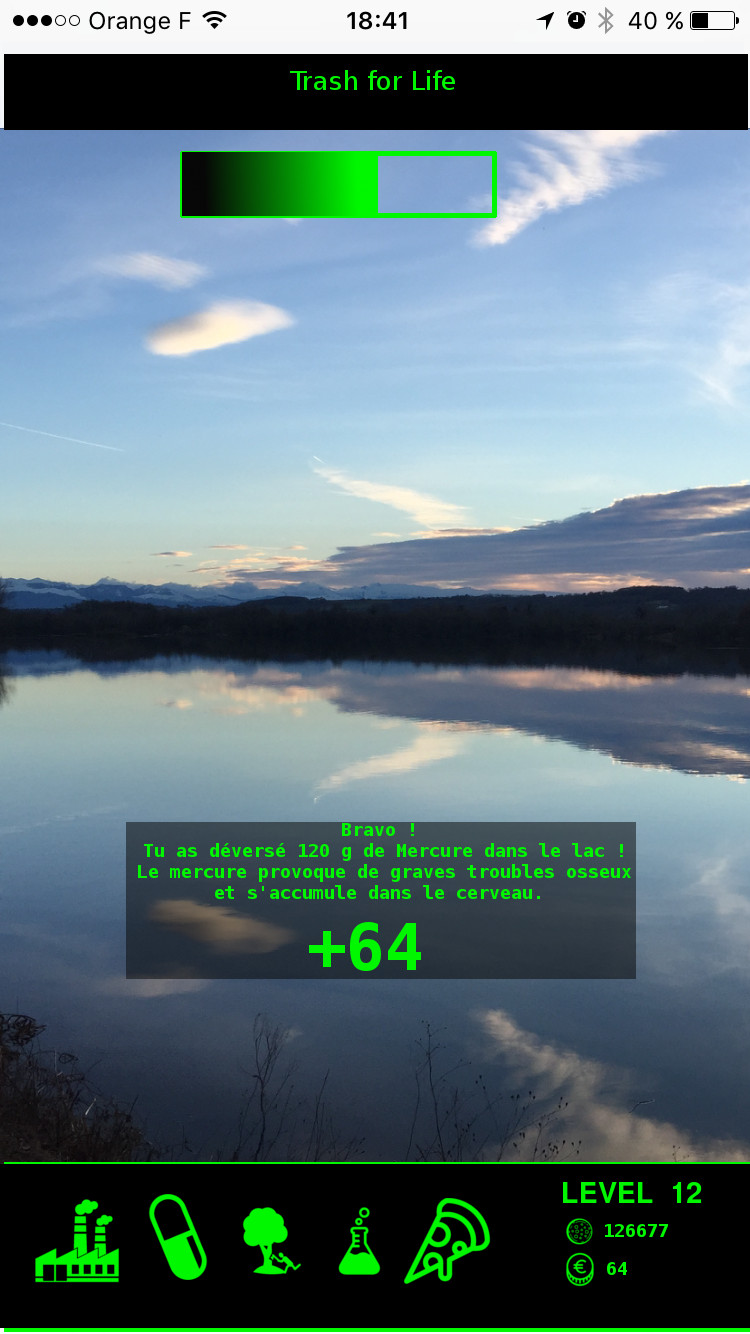 Orange F 18:41 40 %
Trash for Life
Bravo !
Tu as déversé 120 g de Mercure dans le lac !
Le mercure provoque de graves troubles osseux
et s'accumule dans le cerveau.
+64
LEVEL 12
126677
€ 64